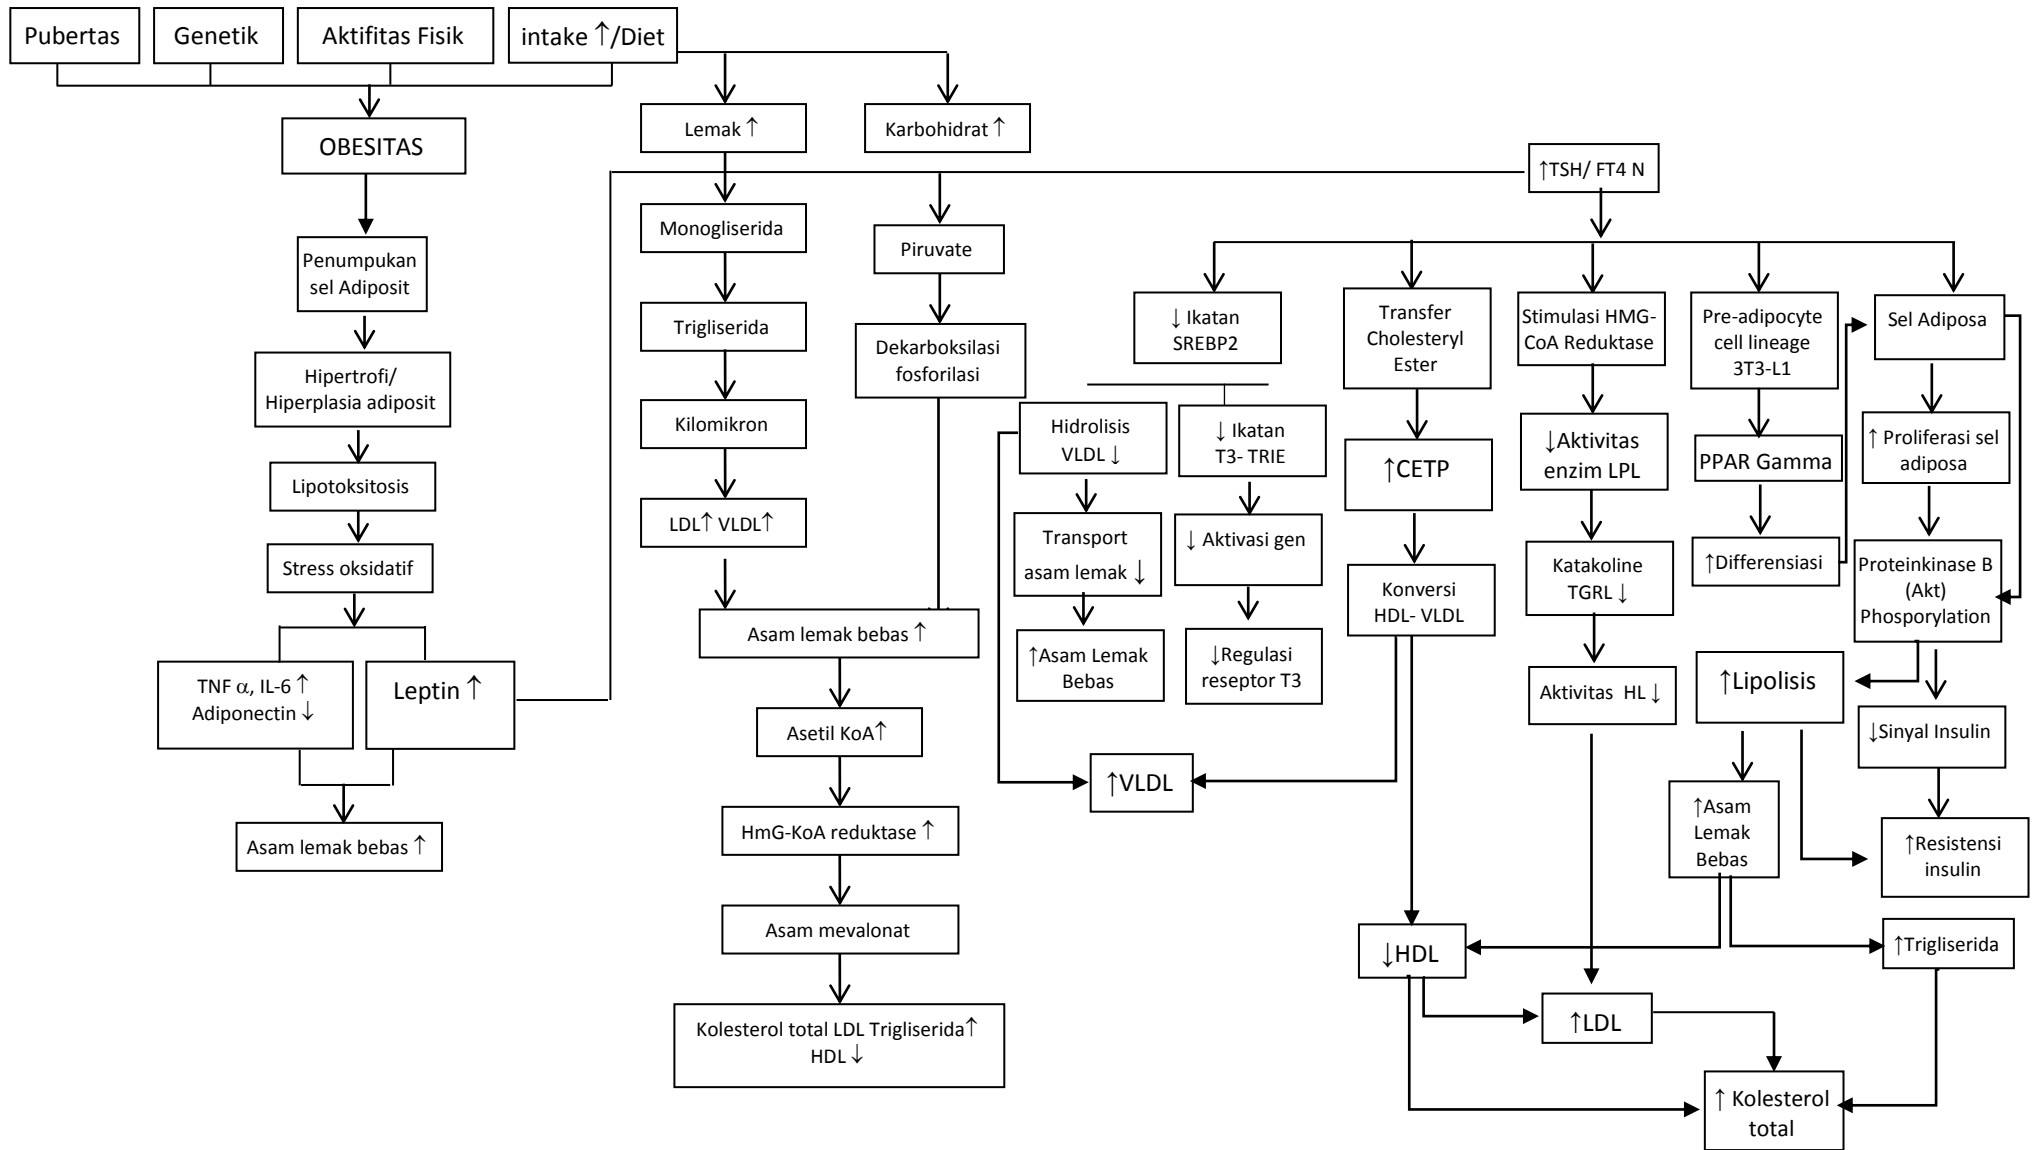 Pubertas
Genetik
Aktifitas Fisik
intake ↑/Diet
OBESITAS
Penumpukan
sel Adiposit
Hipertrofi/
Hiperplasia adiposit
Lipotoksitosis
Stress oksidatif
TNF α, IL-6 ↑
Adiponectin ↓
Leptin ↑
Asam lemak bebas ↑
Lemak ↑
Monogliserida
Trigliserida
Kilomikron
LDL↑ VLDL↑
Karbohidrat ↑
Piruvate
Dekarboksilasi
fosforilasi
Asam lemak bebas ↑
Asetil KoA↑
HmG-KoA reduktase ↑
Asam mevalonat
Kolesterol total LDL Trigliserida↑
HDL ↓
↑TSH/ FT4 N
↓ Ikatan
SREBP2
Hidrolisis
VLDL ↓
Transport
asam lemak ↓
↑Asam Lemak
Bebas
↓ Ikatan
T3- TRIE
↓ Aktivasi gen
↓Regulasi
reseptor T3
↑VLDL
Transfer
Cholesteryl
Ester
↑CETP
Konversi
HDL- VLDL
↓HDL
Stimulasi HMG-
CoA Reduktase
↓Aktivitas
enzim LPL
Katakoline
TGRL ↓
Aktivitas HL ↓
↑LDL
Pre-adipocyte
cell lineage
3T3-L1
PPAR Gamma
↑Differensiasi
Sel Adiposa
↑ Proliferasi sel
adiposa
Proteinkinase B
(Akt)
Phosporylation
↑Lipolisis
↓Sinyal Insulin
↑Asam
Lemak
Bebas
↑Resistensi
insulin
↑Trigliserida
↑ Kolesterol
total